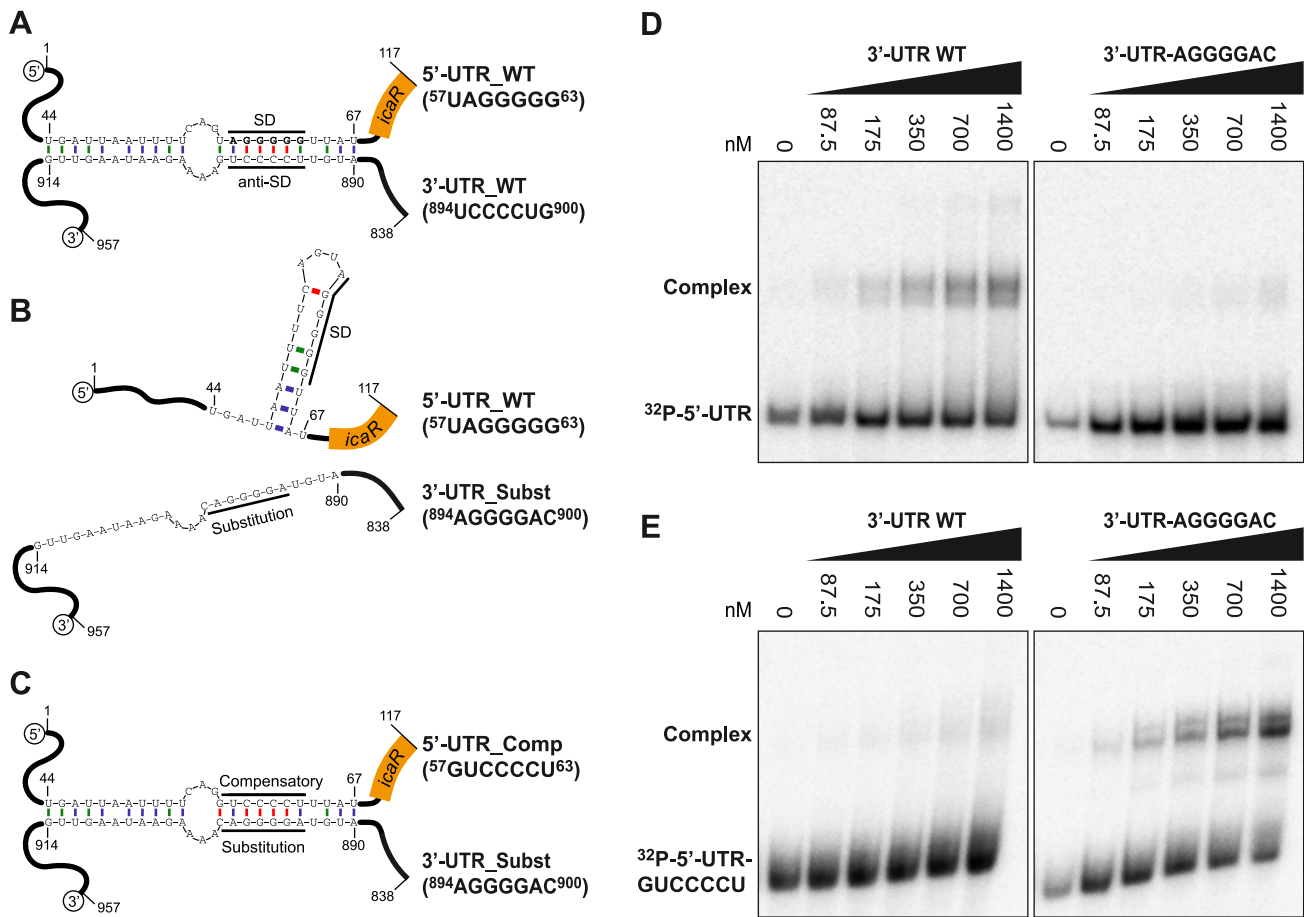 A
1
5'
44
117
icaR
67
SD
5'-UTR_WT
(⁵⁷UAGGGGG⁶³)
anti-SD
914
890
3'
957
838
3'-UTR_WT
(⁸⁹⁴UCCCCUG⁹⁰⁰)
B
SD
1
5'
44
67
117
icaR
5'-UTR_WT
(⁵⁷UAGGGGG⁶³)
Substitution
914
890
3'
957
838
3'-UTR_Subst
(⁸⁹⁴AGGGGAC⁹⁰⁰)
C
1
5'
44
117
icaR
67
Compensatory
5'-UTR_Comp
(⁵⁷GUCCCCU⁶³)
Substitution
914
890
3'
957
838
3'-UTR_Subst
(⁸⁹⁴AGGGGAC⁹⁰⁰)
D
3'-UTR WT
3'-UTR-AGGGGAC
nM 0 87.5 175 350 700 1400 0 87.5 175 350 700 1400
Complex
³²P-5'-UTR
E
3'-UTR WT
3'-UTR-AGGGGAC
nM 0 87.5 175 350 700 1400 0 87.5 175 350 700 1400
Complex
³²P-5'-UTR-
GUCCCCU